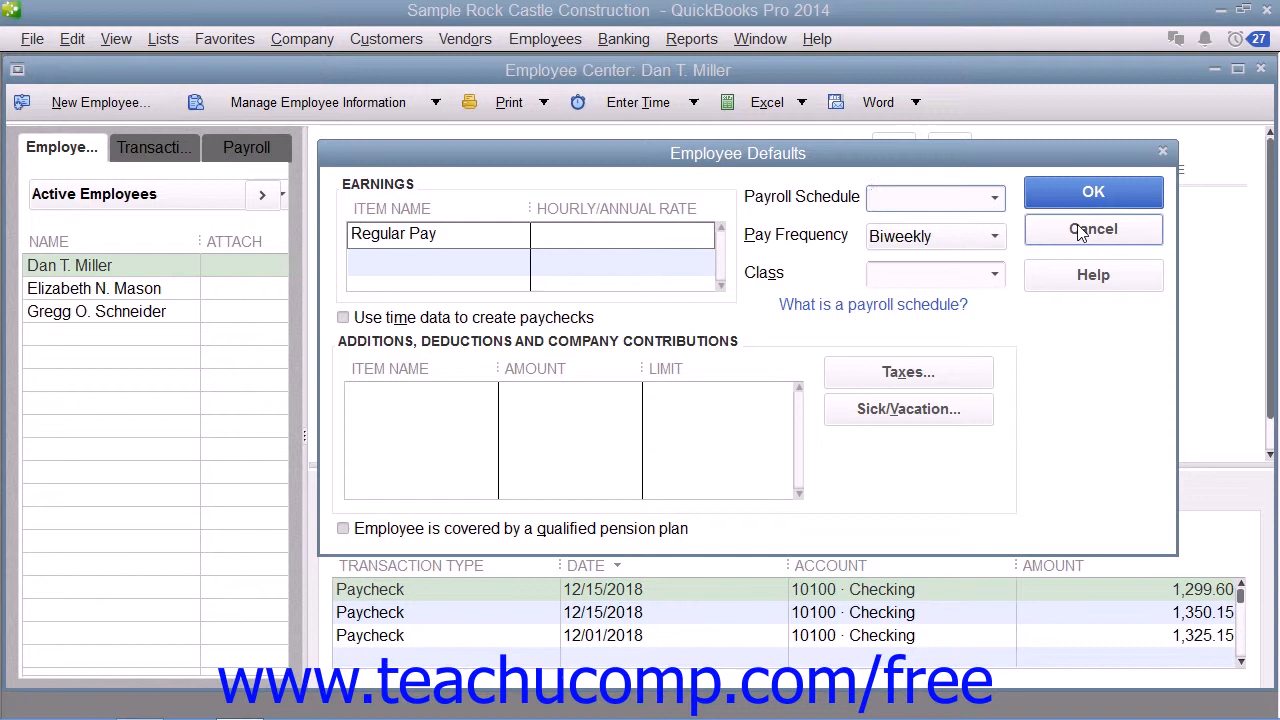 Sample Rock Castle Construction - QuickBooks Pro 2014
File Edit View Lists Favorites Company Customers Vendors Employees Banking Reports Window Help 27
Employee Center: Dan T. Miller
New Employee... Manage Employee Information Print Enter Time Excel Word
Employe... Transacti... Payroll
Active Employees
NAME ATTACH
Dan T. Miller
Elizabeth N. Mason
Gregg O. Schneider
Employee Defaults
EARNINGS
ITEM NAME HOURLY/ANNUAL RATE
Regular Pay
Payroll Schedule
Pay Frequency Biweekly
Class
What is a payroll schedule?
OK
Cancel
Help
Use time data to create paychecks
ADDITIONS, DEDUCTIONS AND COMPANY CONTRIBUTIONS
ITEM NAME AMOUNT LIMIT
Taxes...
Sick/Vacation...
Employee is covered by a qualified pension plan
TRANSACTION TYPE DATE ACCOUNT AMOUNT
Paycheck 12/15/2018 10100 · Checking 1,299.60
Paycheck 12/15/2018 10100 · Checking 1,350.15
Paycheck 12/01/2018 10100 · Checking 1,325.15
www.teachucomp.com/free